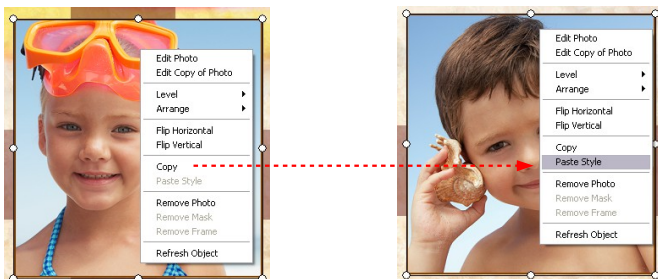 Edit Photo
Edit Copy of Photo
Level
Arrange
Flip Horizontal
Flip Vertical
Copy
Paste Style
Remove Photo
Remove Mask
Remove Frame
Refresh Object
Edit Photo
Edit Copy of Photo
Level
Arrange
Flip Horizontal
Flip Vertical
Copy
Paste Style
Remove Photo
Remove Mask
Remove Frame
Refresh Object